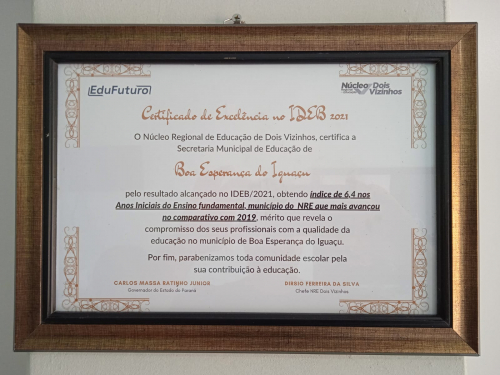 EduFuturo
Núcleo Dois Vizinhos
Certificado de Excelência no IDEB 2021
O Núcleo Regional de Educação de Dois Vizinhos, certifica a
Secretaria Municipal de Educação de
Boa Esperança do Iguaçu
pelo resultado alcançado no IDEB/2021, obtendo índice de 6,4 nos
Anos Iniciais do Ensino fundamental, município do NRE que mais avançou
no comparativo com 2019, mérito que revela o
compromisso dos seus profissionais com a qualidade da
educação no município de Boa Esperança do Iguaçu.
Por fim, parabenizamos toda comunidade escolar pela
sua contribuição à educação.
CARLOS MASSA RATINHO JUNIOR
Governador do Estado do Paraná
DIRSIO FERREIRA DA SILVA
Chefe NRE Dois Vizinhos